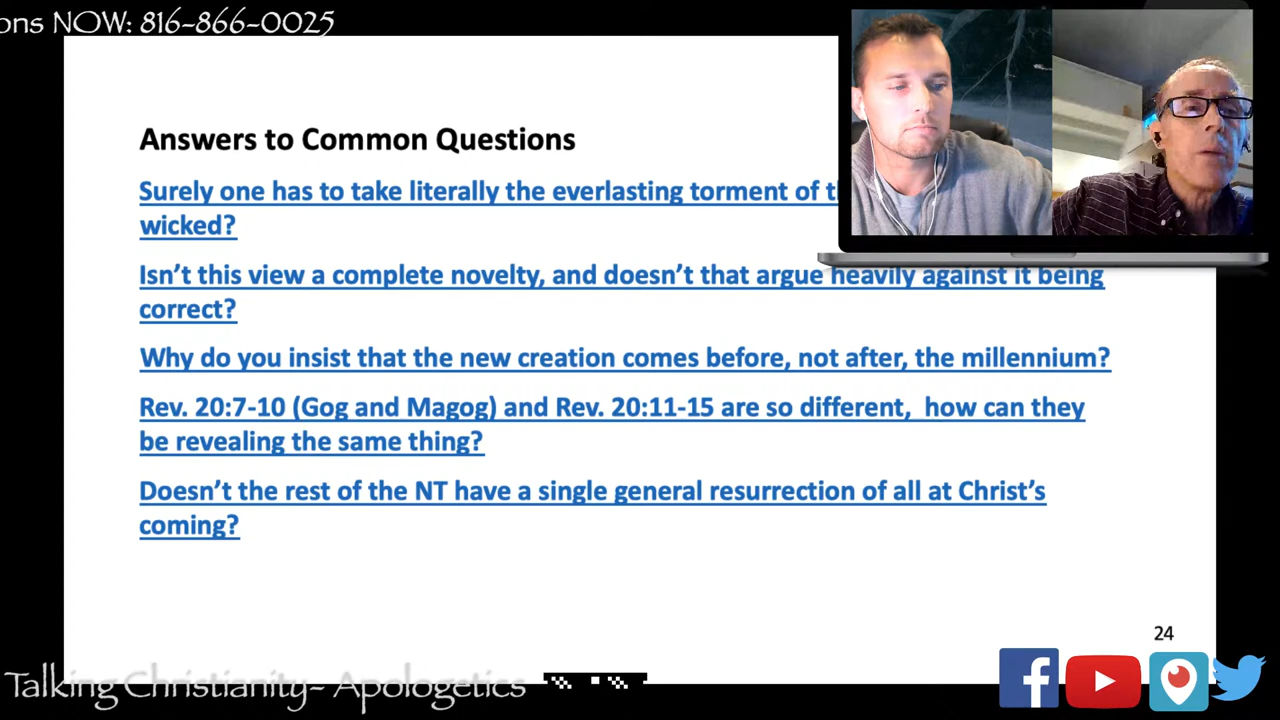 ons NOW: 816-866-0025
Answers to Common Questions
Surely one has to take literally the everlasting torment of
wicked?
Isn't this view a complete novelty, and doesn't that argue heavily against it being
correct?
Why do you insist that the new creation comes before, not after, the millennium?
Rev. 20:7-10 (Gog and Magog) and Rev. 20:11-15 are so different, how can they
be revealing the same thing?
Doesn't the rest of the NT have a single general resurrection of all at Christ's
coming?
24
Talking Christianity- Apologetics